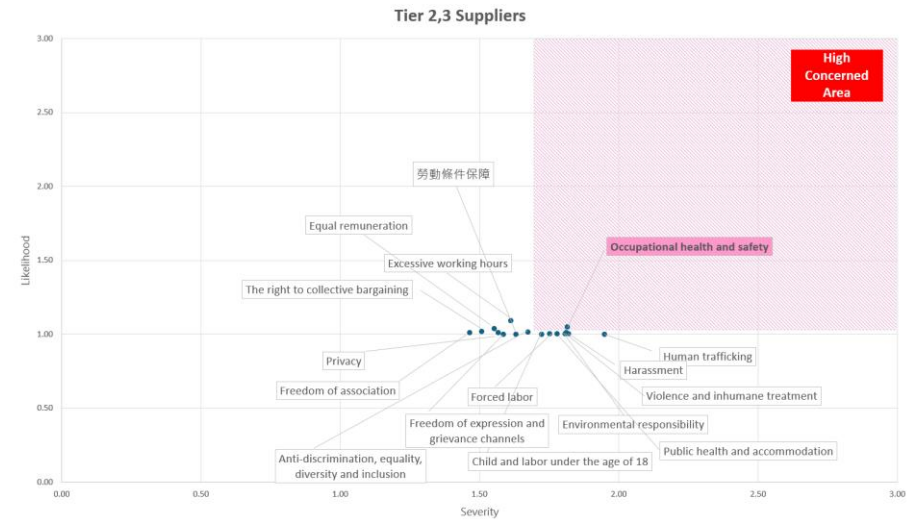 Tier 2,3 Suppliers
3.00
High
Concerned
Area
2.50
2.00
勞動條件保障
Equal remuneration
1.50
Occupational health and safety
Excessive working hours
The right to collective bargaining
Likelihood
1.00
Human trafficking
Privacy
Harassment
Freedom of association
Forced labor
Violence and inhumane treatment
0.50
Freedom of expression and
grievance channels
Environmental responsibility
Public health and accommodation
Anti-discrimination, equality,
diversity and inclusion
Child and labor under the age of 18
0.00
0.00
0.50
1.00
1.50
2.00
2.50
3.00
Severity